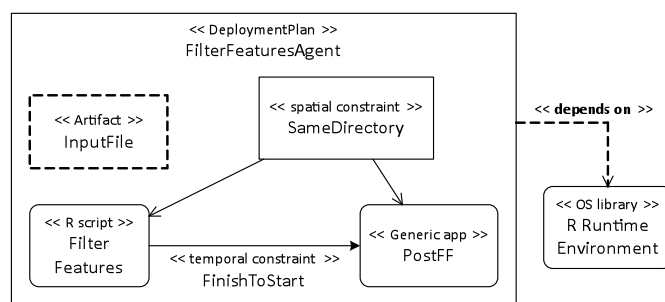 << DeploymentPlan >>
FilterFeaturesAgent
<< Artifact >>
InputFile
<< spatial constraint >>
SameDirectory
<< depends on >>
<< R script >>
Filter
Features
<< temporal constraint >>
FinishToStart
<< Generic app >>
PostFF
<< OS library >>
R Runtime
Environment